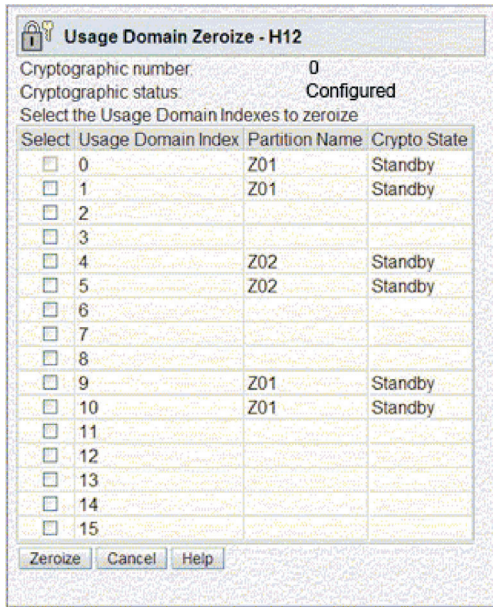 Usage Domain Zeroize - H12
Cryptographic number: 0
Cryptographic status: Configured
Select the Usage Domain Indexes to zeroize
Select Usage Domain Index Partition Name Crypto State
0 Z01 Standby
1 Z01 Standby
2
3
4 Z02 Standby
5 Z02 Standby
6
7
8
9 Z01 Standby
10 Z01 Standby
11
12
13
14
15
Zeroize Cancel Help